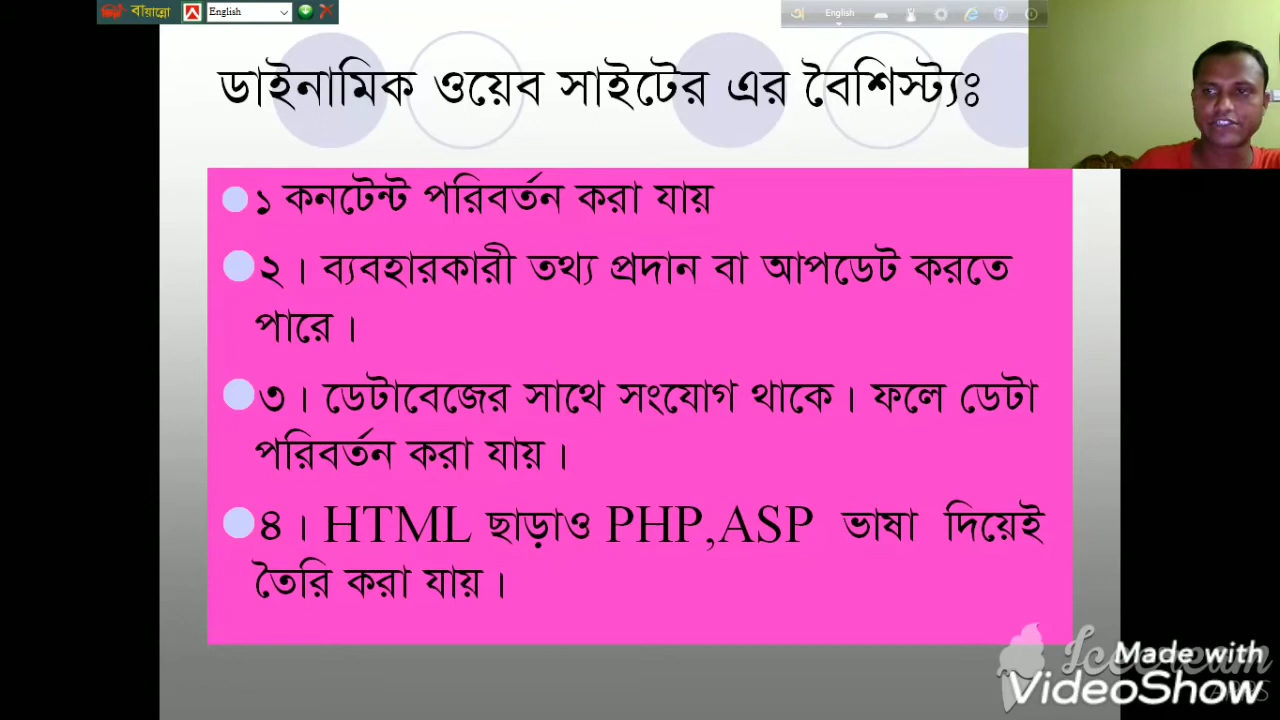 বাঁয়ান্নো English অ English
ডাইনামিক ওয়েব সাইটের এর বৈশিস্ট্যঃ
১ কনটেন্ট পরিবর্তন করা যায়
২। ব্যবহারকারী তথ্য প্রদান বা আপডেট করতে
পারে।
৩। ডেটাবেজের সাথে সংযোগ থাকে। ফলে ডেটা
পরিবর্তন করা যায়।
৪। HTML ছাড়াও PHP,ASP ভাষা দিয়েই
তৈরি করা যায়।
Made with
VideoShow